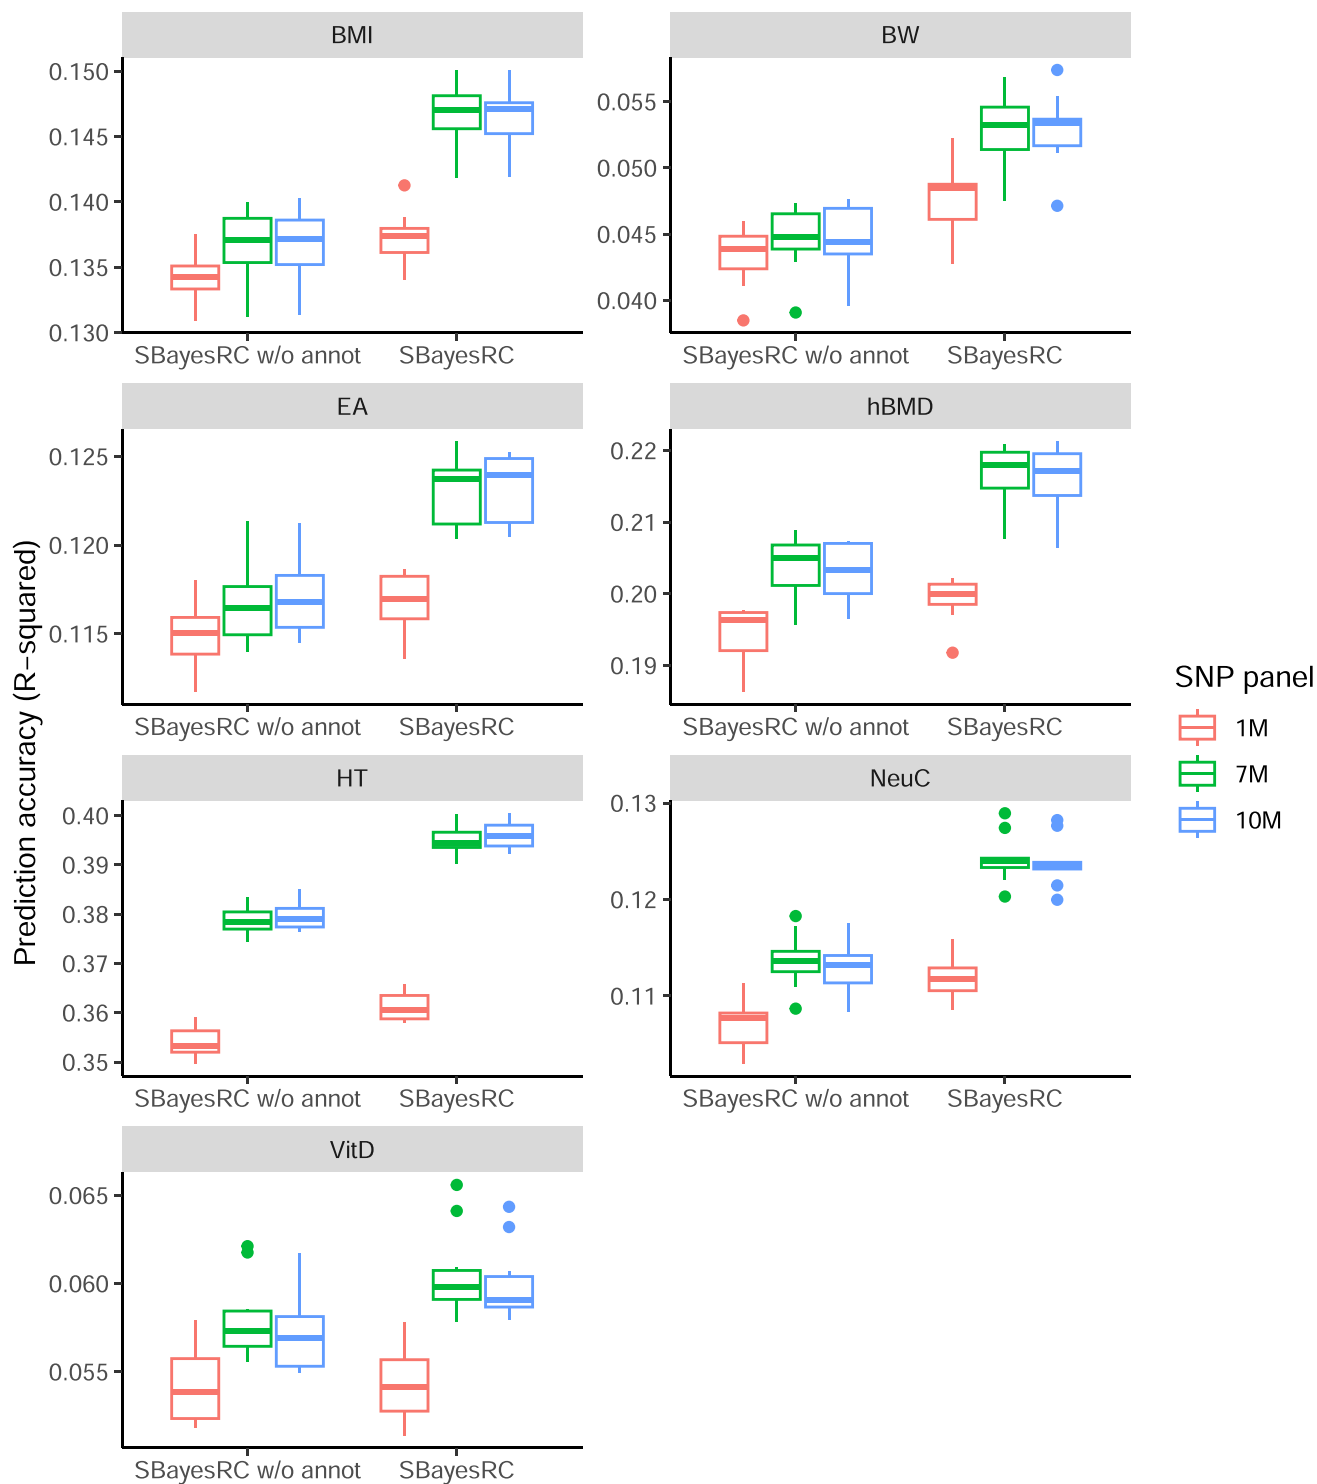 BMI
0.150
0.145
0.140
0.135
0.130
SBayesRC w/o annot SBayesRC
BW
0.055
0.050
0.045
0.040
SBayesRC w/o annot SBayesRC
EA
0.125
0.120
0.115
SBayesRC w/o annot SBayesRC
hBMD
0.22
0.21
0.20
0.19
SBayesRC w/o annot SBayesRC
HT
0.40
0.39
0.38
0.37
0.36
0.35
SBayesRC w/o annot SBayesRC
NeuC
0.13
0.12
0.11
SBayesRC w/o annot SBayesRC
VitD
0.065
0.060
0.055
SBayesRC w/o annot SBayesRC
Prediction accuracy (R−squared)
SNP panel
1M
7M
10M